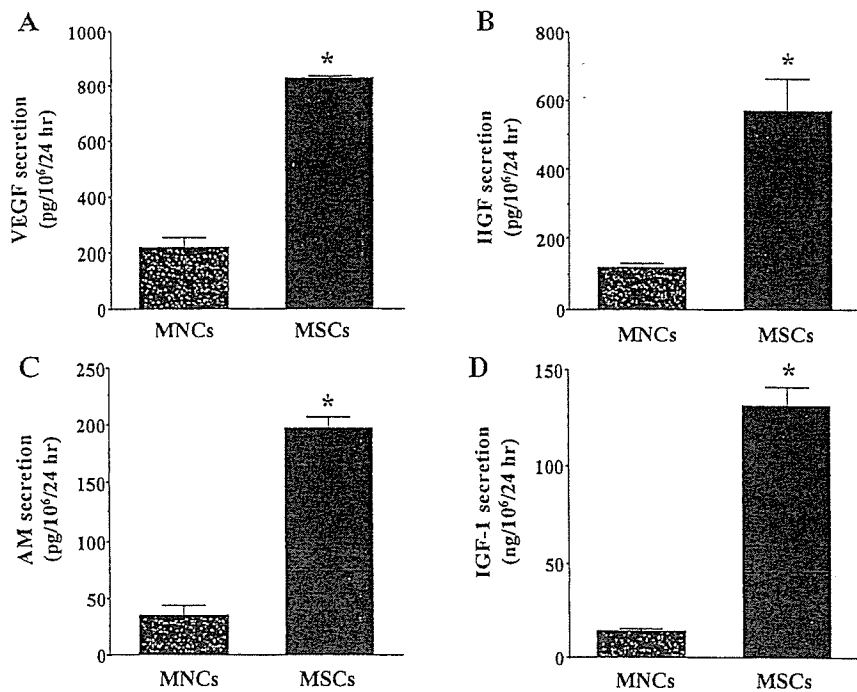 A
1000
800
600
400
200
0
VEGF secretion
(pg/10⁶/24 hr)
*
MNCs MSCs
B
800
600
400
200
0
IIGF secretion
(pg/10⁶/24 hr)
*
MNCs MSCs
C
250
200
150
100
50
0
AM secretion
(pg/10⁶/24 hr)
*
MNCs MSCs
D
150
100
50
0
IGF-1 secretion
(ng/10⁶/24 hr)
*
MNCs MSCs